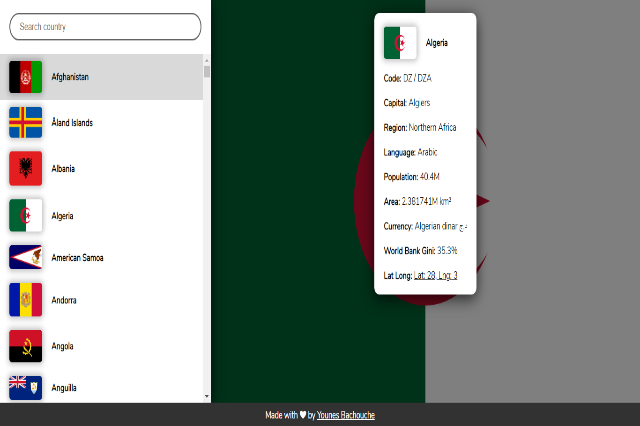 Search country
Afghanistan
Åland Islands
Albania
Algeria
American Samoa
Andorra
Angola
Anguilla
Algeria
Code: DZ / DZA
Capital: Algiers
Region: Northern Africa
Language: Arabic
Population: 40.4M
Area: 2.381741M km²
Currency: Algerian dinar
World Bank Gini: 35.3%
Lat Long: Lat: 28, Lng: 3
Made with ♥ by Younes Bachouche